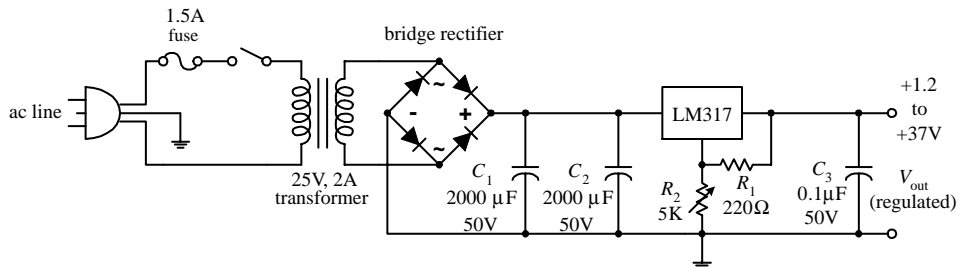 1.5A
fuse
bridge rectifier
ac line
25V, 2A
transformer
~
-
+
~
C1
2000 μF
50V
C2
2000 μF
50V
LM317
R2
5K
R1
220Ω
C3
0.1μF
50V
+1.2
to
+37V
Vout
(regulated)